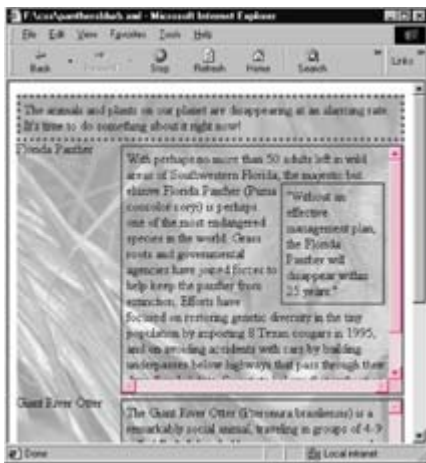 F:\css\panthersblurb.xml - Microsoft Internet Explorer
File Edit View Favorites Tools Help
Back Stop Refresh Home Search Links
The animals and plants on our planet are disappearing at an alarming rate.
It's time to do something about it right now!
Florida Panther
With perhaps no more than 50 adults left in wild
areas of Southwestern Florida, the majestic but
elusive Florida Panther (Puma
concolor coryi) is perhaps
one of the most endangered
species in the world. Grass
roots and governmental
agencies have joined forces to
help keep the panther from
extinction. Efforts have
"Without an
effective
management plan,
the Florida
Panther will
disappear within
25 years."
focused on restoring genetic diversity in the tiny
population by importing 8 Texas cougars in 1995,
and on avoiding accidents with cars by building
underpasses below highways that pass through their
Giant River Otter
The Giant River Otter (Pteronura brasiliensis) is a
remarkably social animal, traveling in groups of 4-9
Done
Local intranet